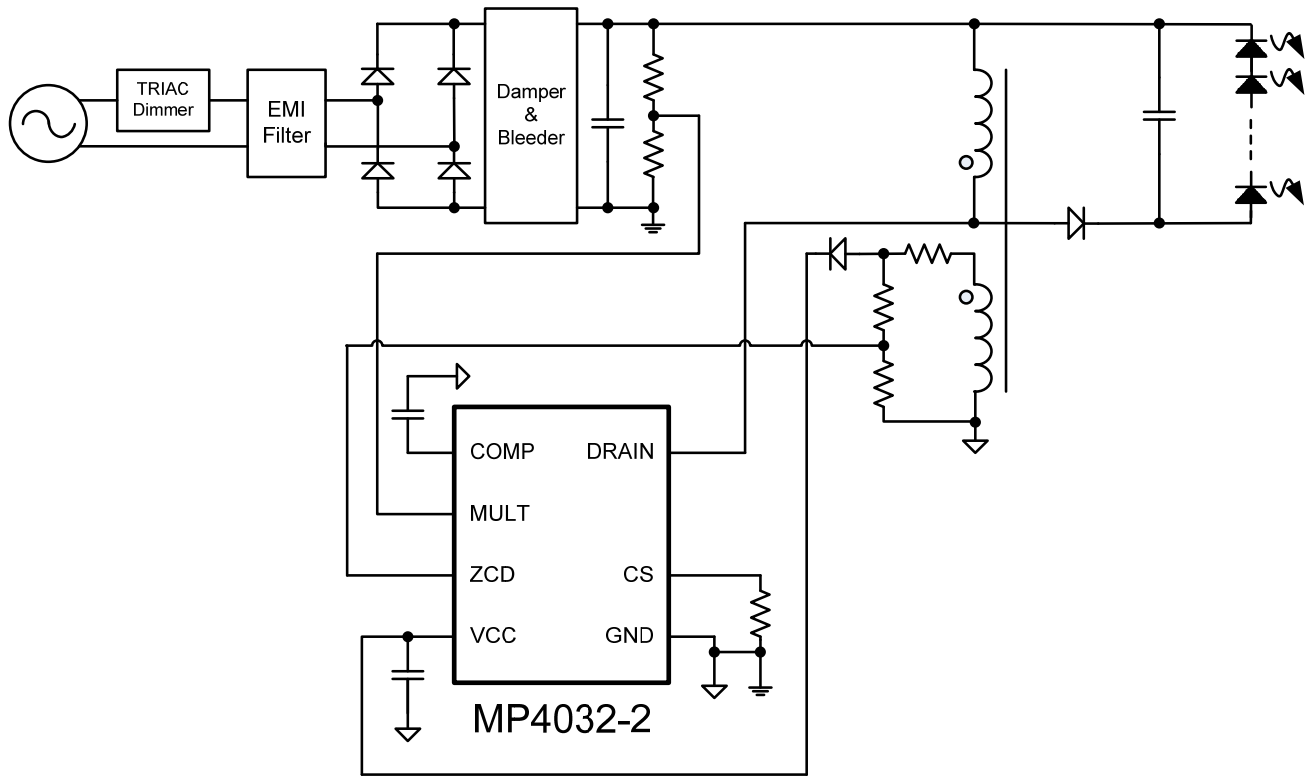 TRIAC
Dimmer
EMI
Filter
Damper
&
Bleeder
COMP
DRAIN
MULT
ZCD
CS
VCC
GND
MP4032-2